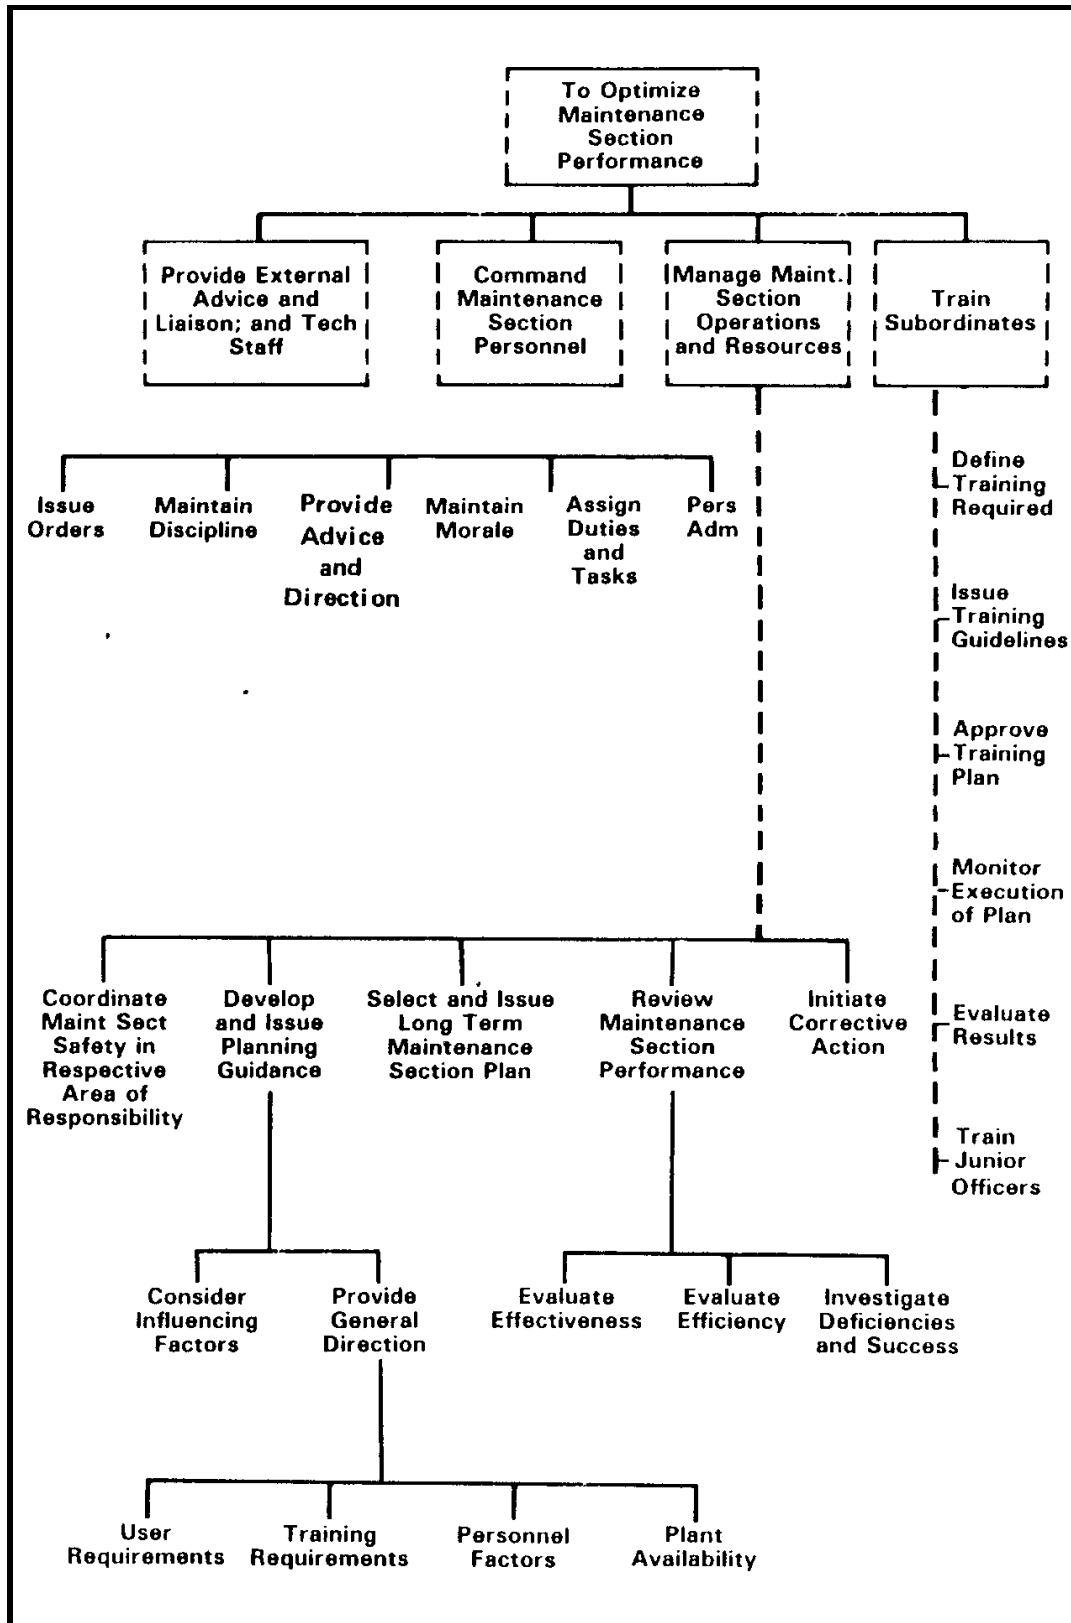 To Optimize
Maintenance
Section
Performance
Provide External
Advice and
Liaison; and Tech
Staff
Command
Maintenance
Section
Personnel
Manage Maint.
Section
Operations
and Resources
Train
Subordinates
Issue
Orders
Maintain
Discipline
Provide
Advice
and
Direction
Maintain
Morale
Assign
Duties
and
Tasks
Pers
Adm
Define
Training
Required
Issue
Training
Guidelines
Approve
Training
Plan
Monitor
Execution
of Plan
Evaluate
Results
Train
Junior
Officers
Coordinate
Maint Sect
Safety in
Respective
Area of
Responsibility
Develop
and Issue
Planning
Guidance
Select and Issue
Long Term
Maintenance
Section Plan
Review
Maintenance
Section
Performance
Initiate
Corrective
Action
Consider
Influencing
Factors
Provide
General
Direction
Evaluate
Effectiveness
Evaluate
Efficiency
Investigate
Deficiencies
and Success
User
Requirements
Training
Requirements
Personnel
Factors
Plant
Availability